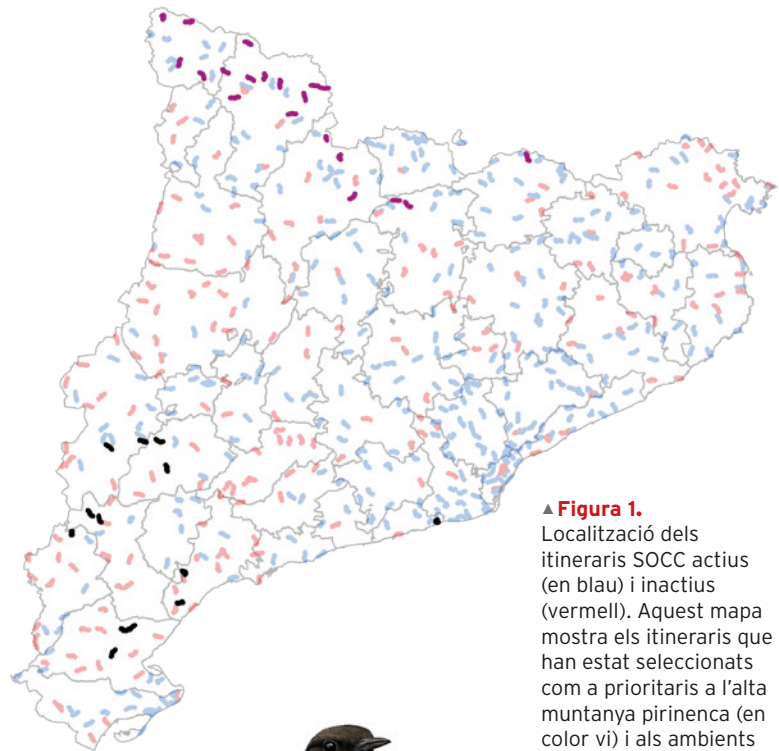 ▲Figura 1.
Localització dels
itineraris SOCC actius
(en blau) i inactius
(vermell). Aquest mapa
mostra els itineraris que
han estat seleccionats
com a prioritaris a l'alta
muntanya pirinenca (en
color vi) i als ambients